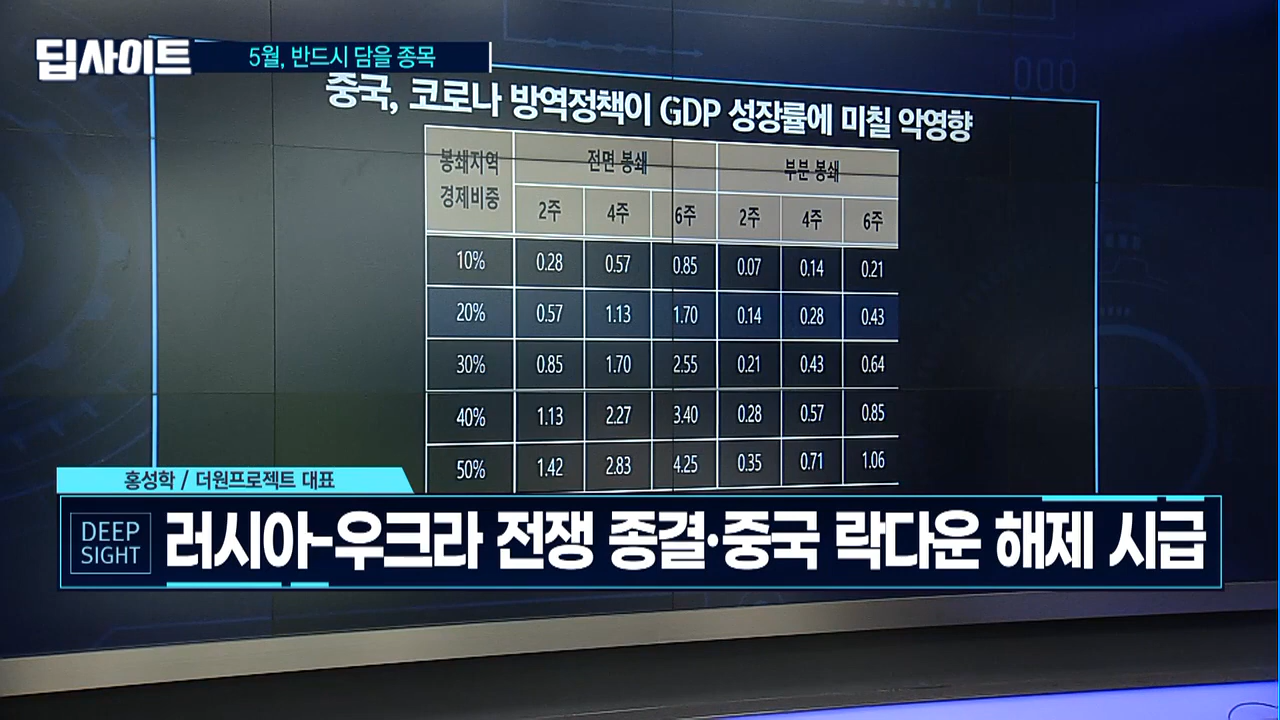 딥사이트
5월, 반드시 담을 종목
중국, 코로나 방역정책이 GDP 성장률에 미칠 악영향
봉쇄지역 경제비중 전면 봉쇄 부분 봉쇄
2주 4주 6주 2주 4주 6주
10% 0.28 0.57 0.85 0.07 0.14 0.21
20% 0.57 1.13 1.70 0.14 0.28 0.43
30% 0.85 1.70 2.55 0.21 0.43 0.64
40% 1.13 2.27 3.40 0.28 0.57 0.85
50% 1.42 2.83 4.25 0.35 0.71 1.06
홍성학 / 더원프로젝트 대표
DEEP
SIGHT
러시아-우크라 전쟁 종결·중국 락다운 해제 시급